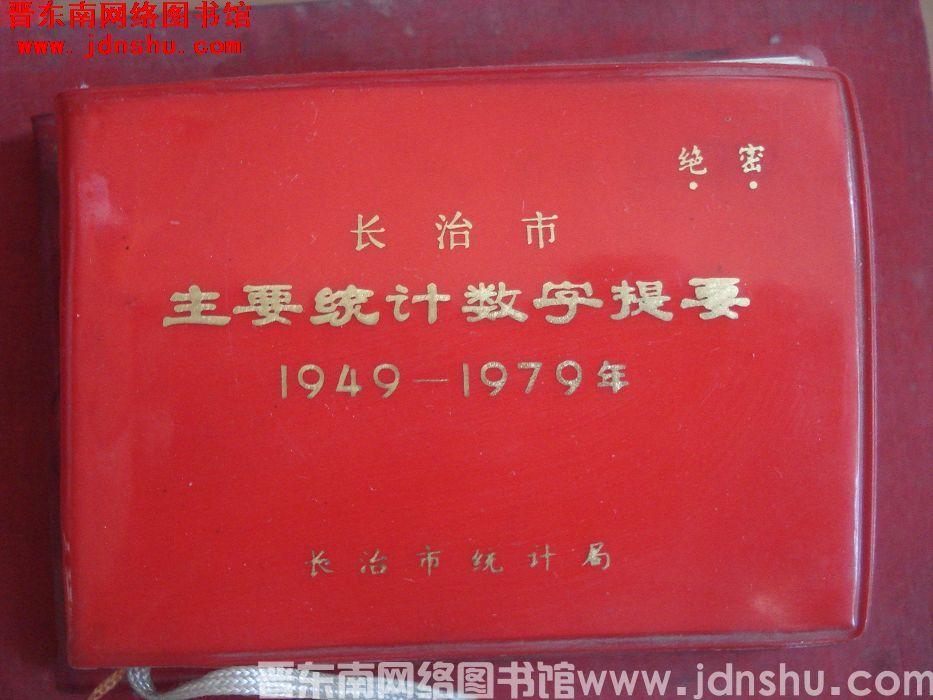 晋东南网络图书馆
www.jdnshu.com
绝密
长治市
主要统计数字提要
1949—1979年
长治市统计局
晋东南网络图书馆www.jdnshu.com